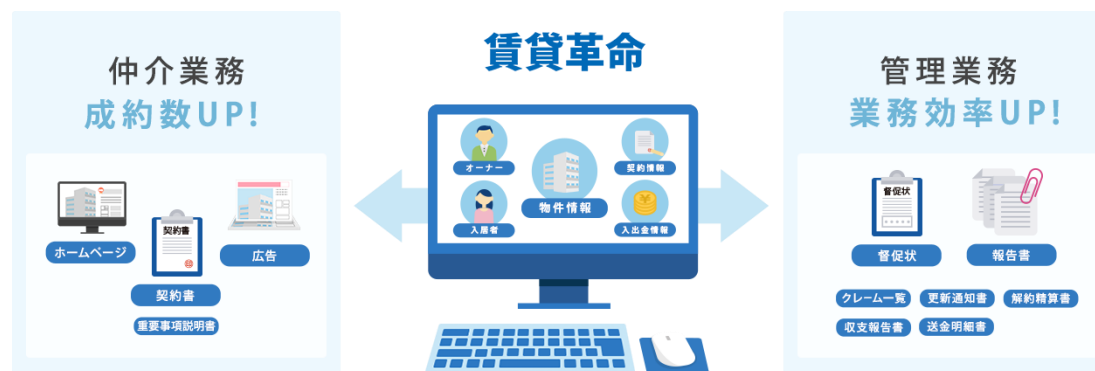 仲介業務
成約数UP!
ホームページ
契約書
広告
契約書
重要事項説明書
賃貸革命
オーナー
契約情報
物件情報
入居者
入出金情報
管理業務
業務効率UP!
督促状
督促状
報告書
クレーム一覧
更新通知書
解約精算書
収支報告書
送金明細書